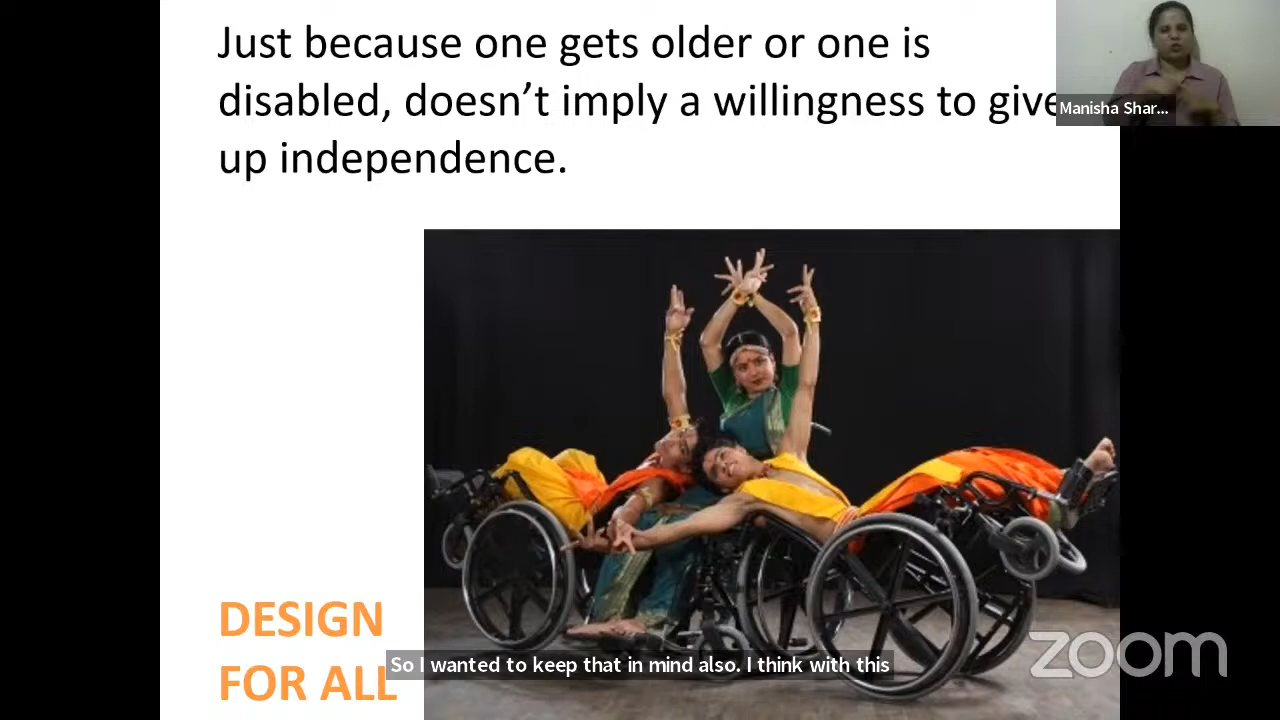 Just because one gets older or one is
disabled, doesn’t imply a willingness to give
up independence.
Manisha Shar...
DESIGN
FOR ALL
So I wanted to keep that in mind also. I think with this
zoom